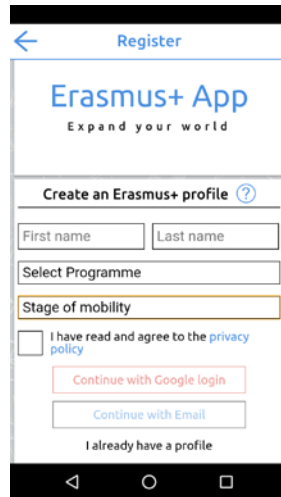 Register
Erasmus+ App
Expand your world
Create an Erasmus+ profile ?
First name Last name
Select Programme
Stage of mobility
I have read and agree to the privacy
policy
Continue with Google login
Continue with Email
I already have a profile